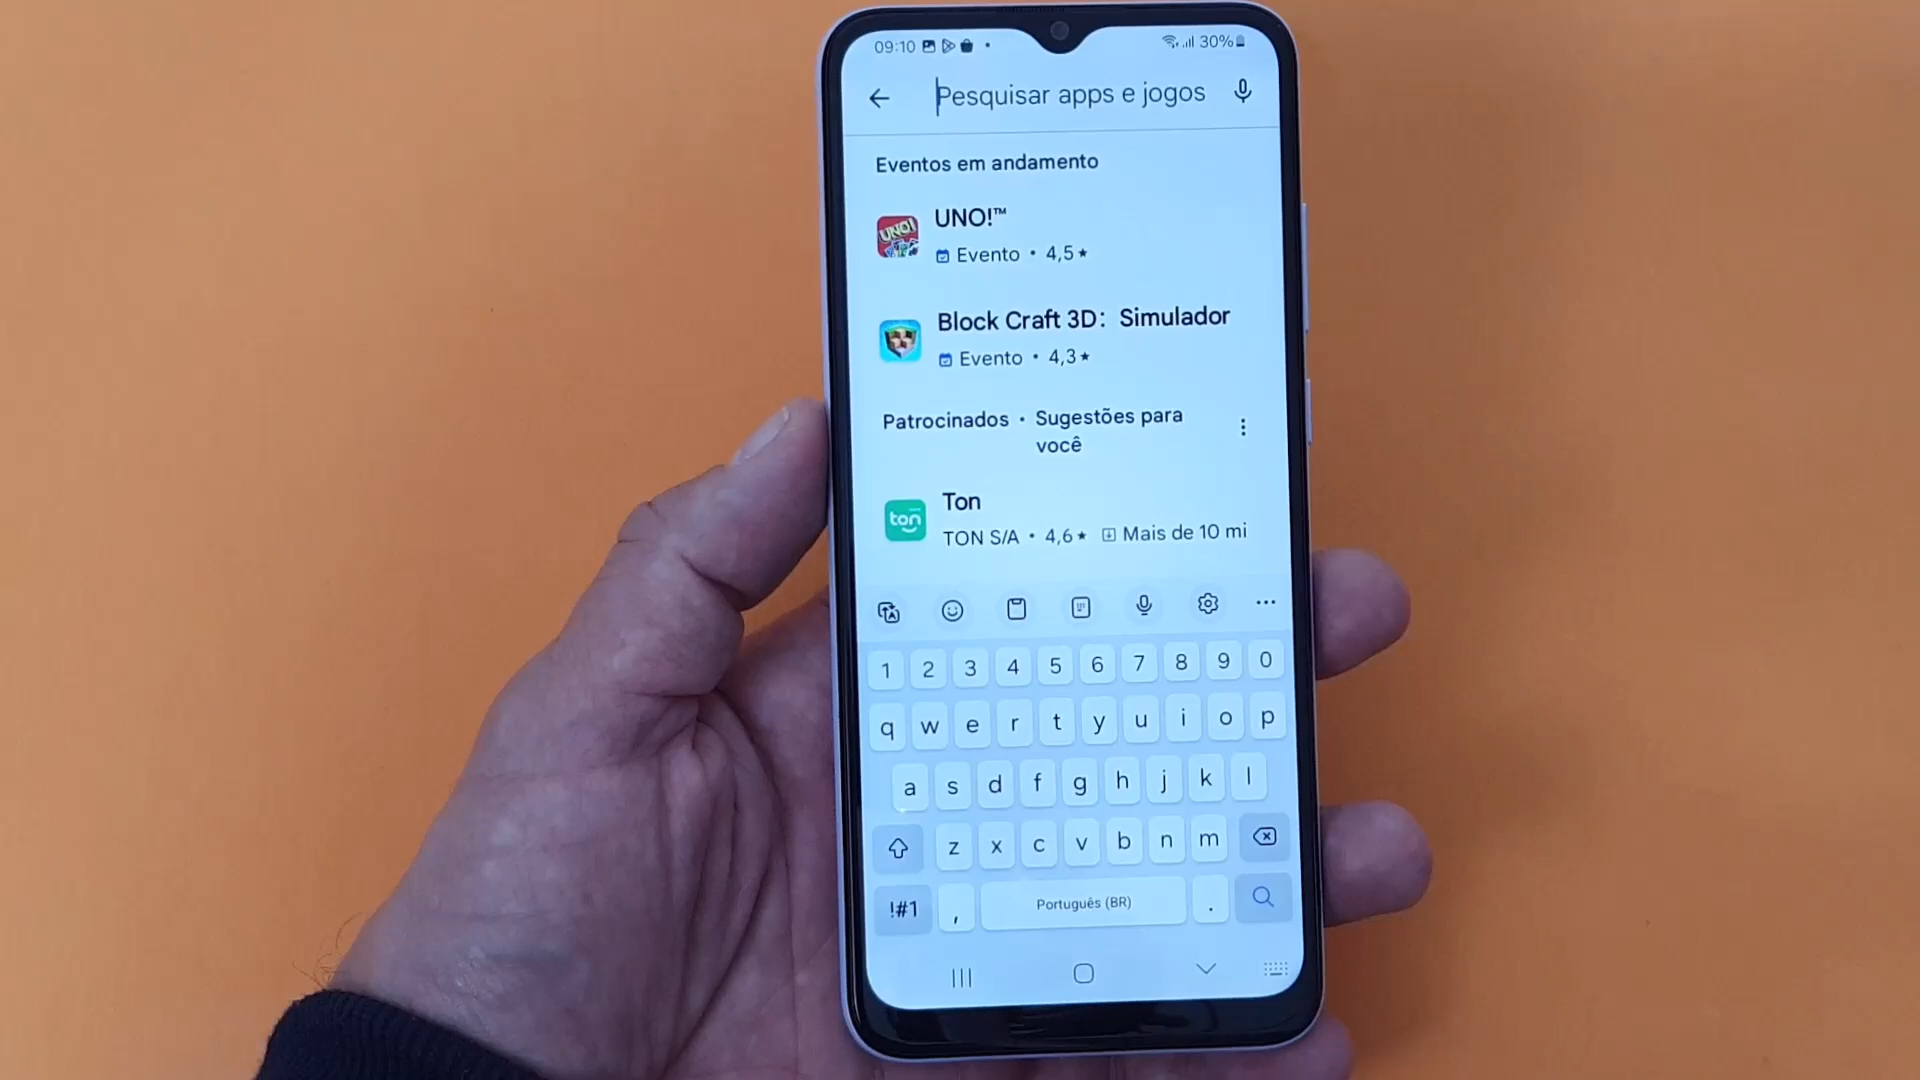 09:10 30%
Pesquisar apps e jogos
Eventos em andamento
UNO!
UNO!™
Evento • 4,5★
Block Craft 3D: Simulador
Evento • 4,3★
Patrocinados • Sugestões para
você
ton
Ton
TON S/A • 4,6★ Mais de 10 mi
1 2 3 4 5 6 7 8 9 0
q w e r t y u i o p
a s d f g h j k l
z x c v b n m
!#1 , Português (BR) .